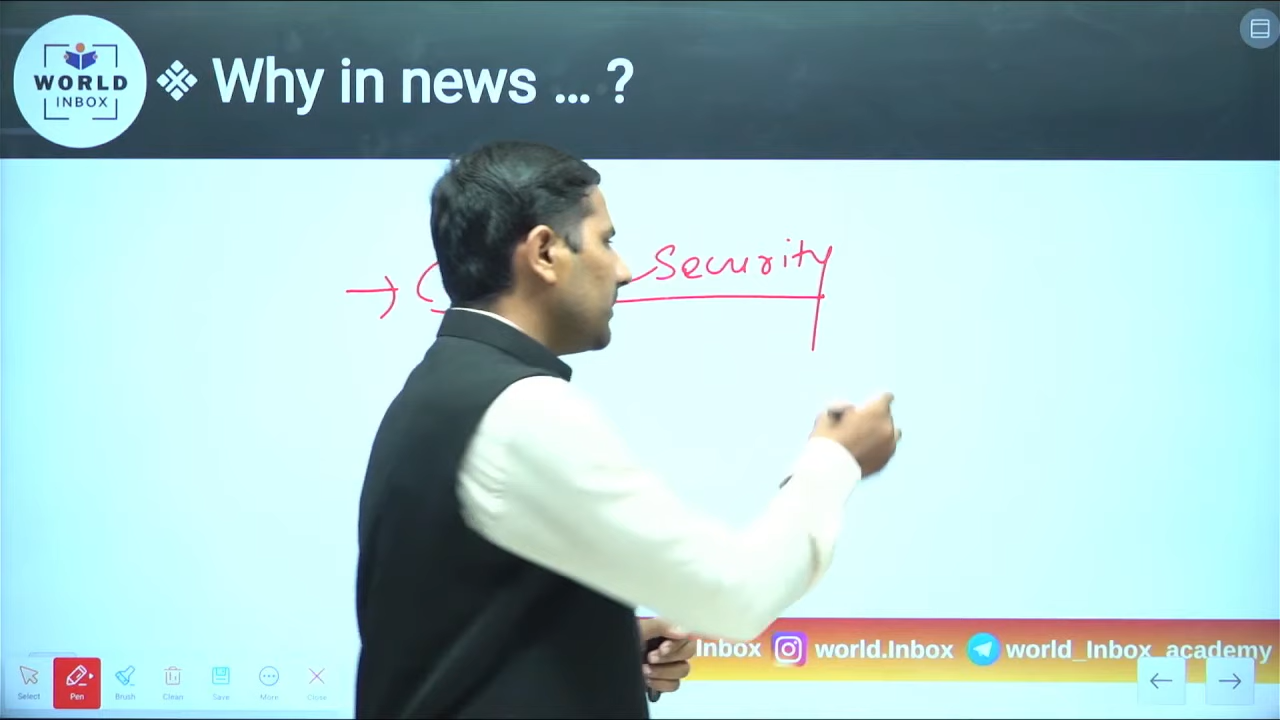 WORLD
INBOX
❖ Why in news ... ?
→ Security
Inbox world.Inbox world_Inbox_academy
Select Pen Brush Clean Save More Close